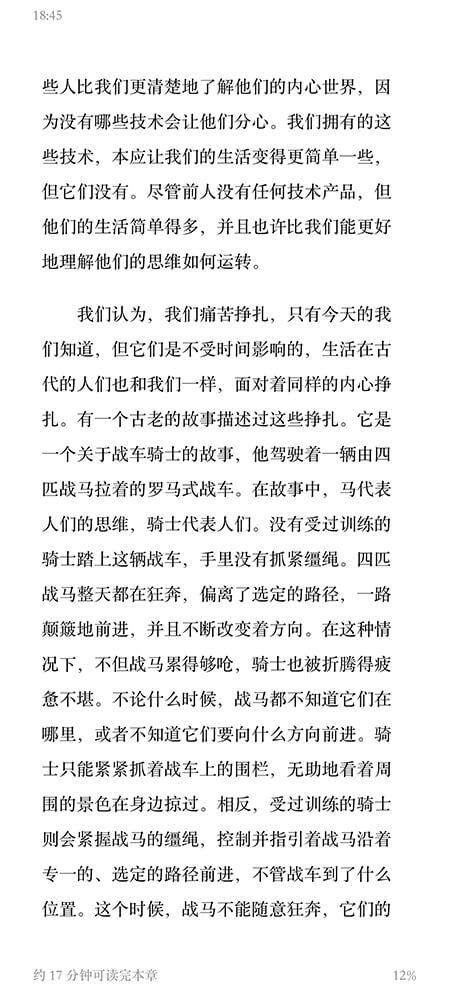 18:45
些人比我们更清楚地了解他们的内心世界，因
为没有哪些技术会让他们分心。我们拥有的这
些技术，本应让我们的生活变得更简单一些，
但它们没有。尽管前人没有任何技术产品，但
他们的生活简单得多，并且也许比我们能更好
地理解他们的思维如何运转。
我们认为，我们痛苦挣扎，只有今天的我
们知道，但它们是不受时间影响的，生活在古
代的人们也和我们一样，面对着同样的内心挣
扎。有一个古老的故事描述过这些挣扎。它是
一个关于战车骑士的故事，他驾驶着一辆由四
匹战马拉着的罗马式战车。在故事中，马代表
人们的思维，骑士代表人们。没有受过训练的
骑士踏上这辆战车，手里没有抓紧缰绳。四匹
战马整天都在狂奔，偏离了选定的路径，一路
颠簸地前进，并且不断改变着方向。在这种情
况下，不但战马累得够呛，骑士也被折腾得疲
惫不堪。不论什么时候，战马都不知道它们在
哪里，或者不知道它们要向什么方向前进。骑
士只能紧紧抓着战车上的围栏，无助地看着周
围的景色在身边掠过。相反，受过训练的骑士
则会紧握战马的缰绳，控制并指引着战马沿着
专一的、选定的路径前进，不管战车到了什么
位置。这个时候，战马不能随意狂奔，它们的
约 17 分钟可读完本章
12%